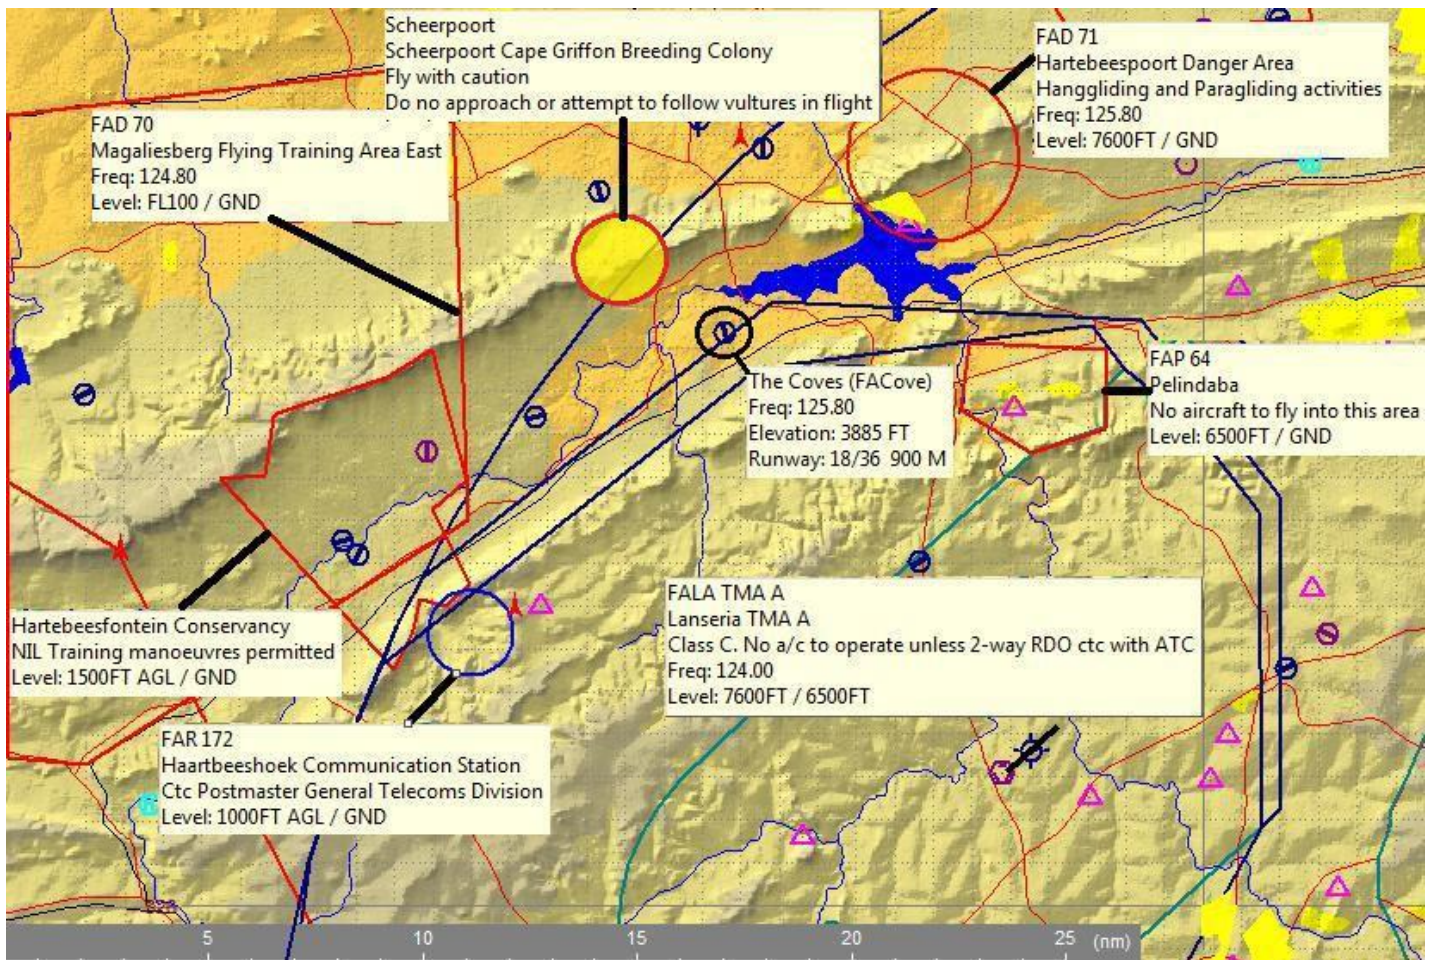 Scheerpoort
Scheerpoort Cape Griffon Breeding Colony
Fly with caution
Do no approach or attempt to follow vultures in flight
FAD 71
Hartebeespoort Danger Area
Hanggliding and Paragliding activities
Freq: 125.80
Level: 7600FT / GND
FAD 70
Magaliesberg Flying Training Area East
Freq: 124.80
Level: FL100 / GND
The Coves (FACove)
Freq: 125.80
Elevation: 3885 FT
Runway: 18/36 900 M
FAP 64
Pelindaba
No aircraft to fly into this area
Level: 6500FT / GND
Hartebeesfontein Conservancy
NIL Training manoeuvres permitted
Level: 1500FT AGL / GND
FALA TMA A
Lanseria TMA A
Class C. No a/c to operate unless 2-way RDO ctc with ATC
Freq: 124.00
Level: 7600FT / 6500FT
FAR 172
Haartbeeshoek Communication Station
Ctc Postmaster General Telecoms Division
Level: 1000FT AGL / GND
5 10 15 20 25 (nm)